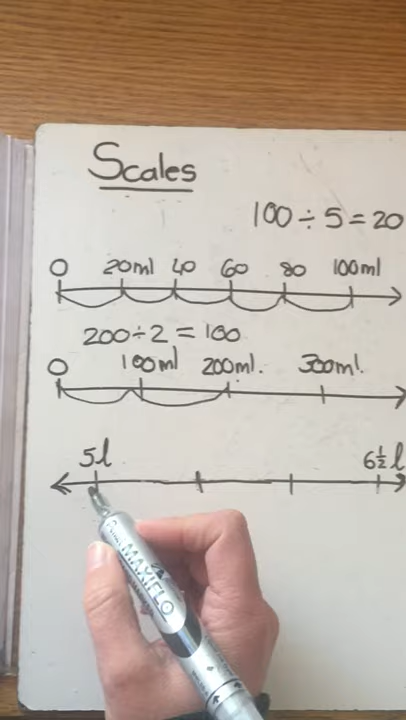 Scales
100 ÷ 5 = 20
0 20ml 40 60 80 100ml
200 ÷ 2 = 100
0 100ml 200ml. 300ml.
5l 6½l
MAXIFLO